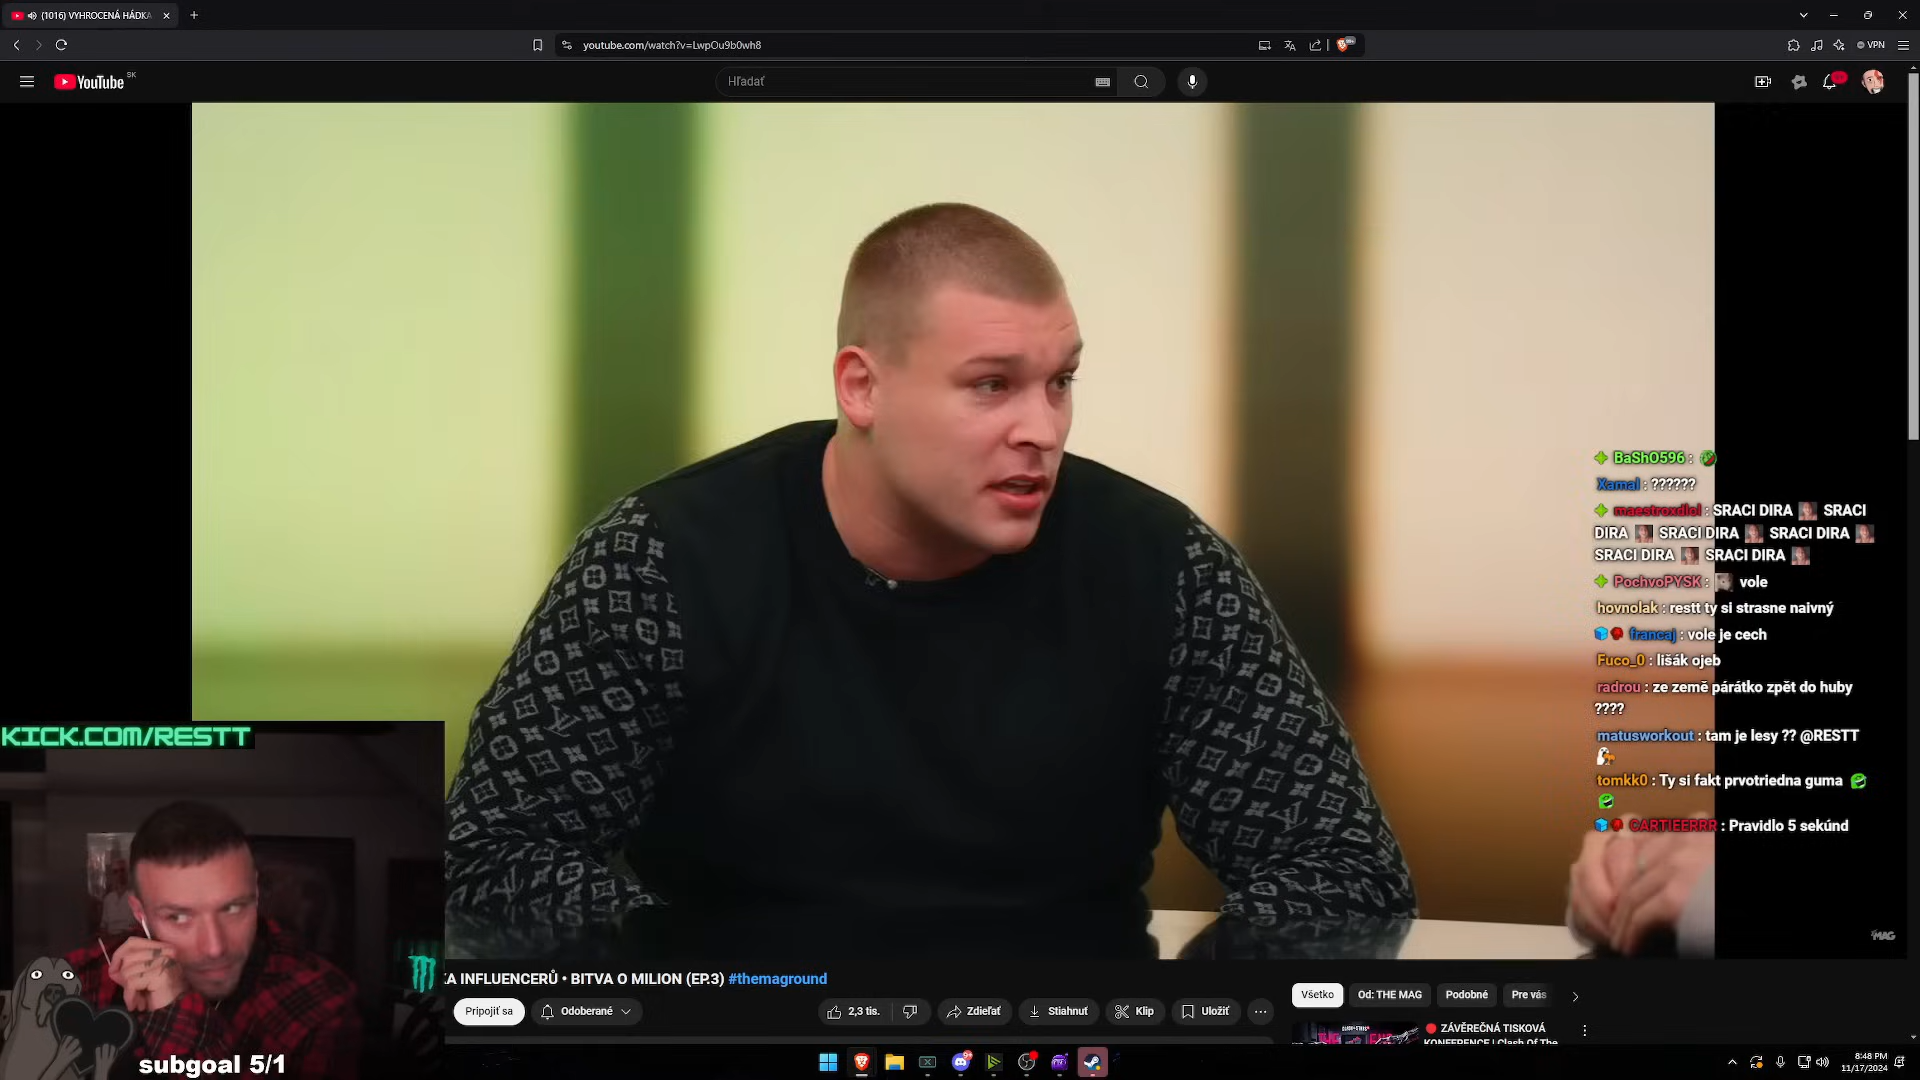 (1016) VYHROCENÁ HÁDKA
youtube.com/watch?v=LwpOu9b0wh8
VPN
YouTube SK
Hľadať
BaShO596 :
Xamal : ??????
maestroxdlol : SRACI DIRA SRACI
DIRA SRACI DIRA SRACI DIRA
SRACI DIRA SRACI DIRA
PochvoPYSK : vole
hovnolak : restt ty si strasne naivný
francaj : vole je cech
Fuco_0 : lišák ojeb
radrou : ze země párátko zpět do huby
????
matusworkout : tam je lesy ?? @RESTT
tomkk0 : Ty si fakt prvotriedna guma
CARTIEERRR : Pravidlo 5 sekúnd
KICK.COM/RESTT
MAG
KA INFLUENCERŮ • BITVA O MILION (EP.3) #themaground
Pripojiť sa
Odoberané
2,3 tis.
Zdieľať
Stiahnuť
Klip
Uložiť
Všetko
Od: THE MAG
Podobné
Pre vás
ZÁVĚREČNÁ TISKOVÁ
KONFERENCE | Clash Of The
subgoal 5/1
8:48 PM
11/17/2024